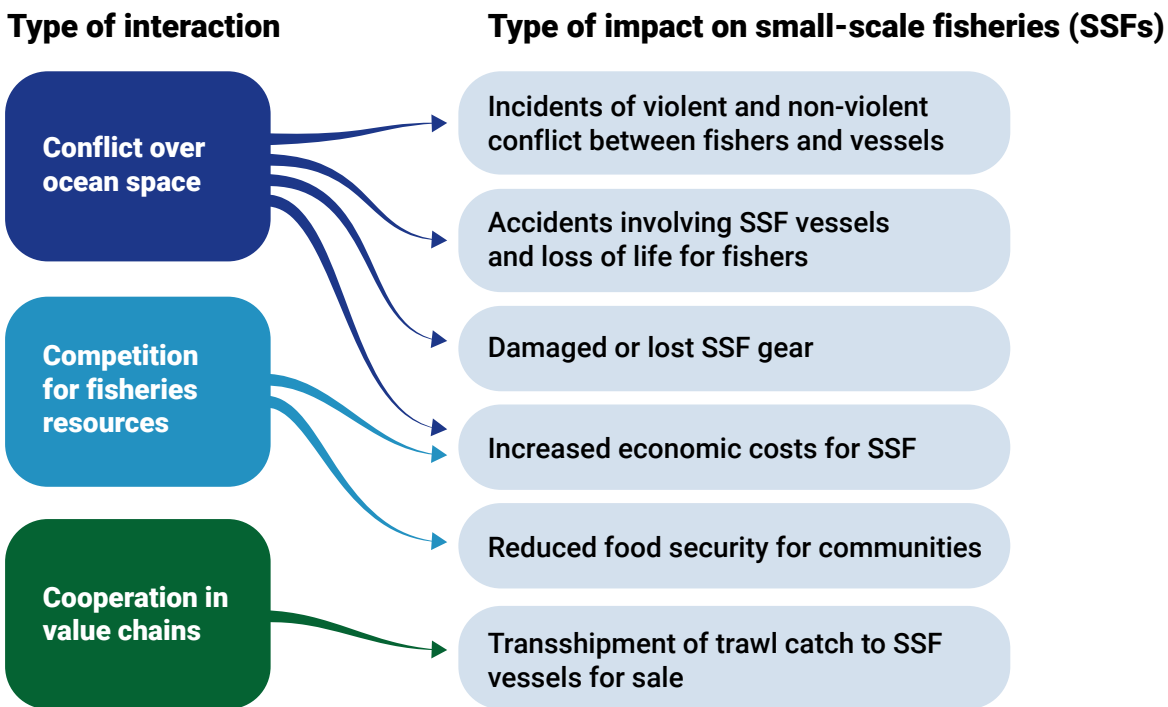 Type of interaction
Type of impact on small-scale fisheries (SSFs)
Conflict over
ocean space
Competition
for fisheries
resources
Cooperation in
value chains
Incidents of violent and non-violent
conflict between fishers and vessels
Accidents involving SSF vessels
and loss of life for fishers
Damaged or lost SSF gear
Increased economic costs for SSF
Reduced food security for communities
Transshipment of trawl catch to SSF
vessels for sale